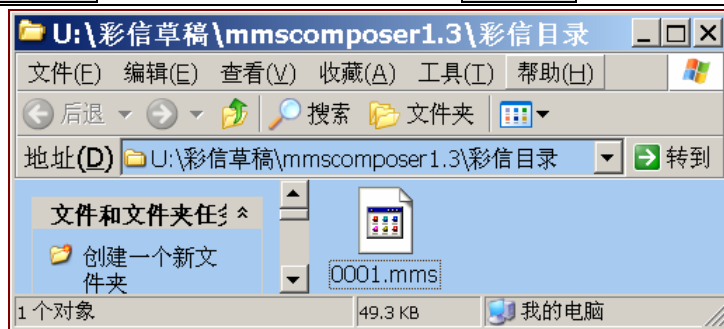 U:\彩信草稿\mmscomposer1.3\彩信目录
文件(F) 编辑(E) 查看(V) 收藏(A) 工具(T) 帮助(H)
后退 搜索 文件夹
地址(D) U:\彩信草稿\mmscomposer1.3\彩信目录 转到
文件和文件夹任
创建一个新文
件夹
0001.mms
1 个对象 49.3 KB 我的电脑